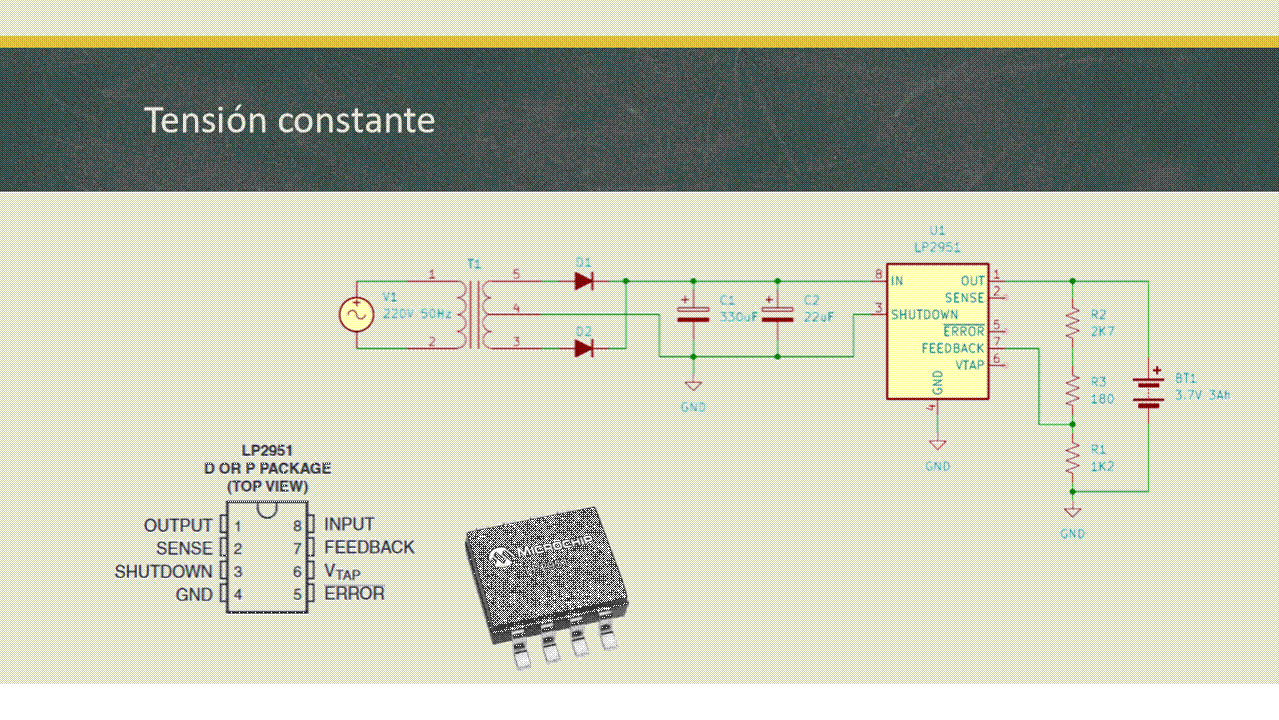 Tensión constante
U1
LP2951
T1
1
2
5
4
3
V1
220V 50Hz
D1
D2
C1
330uF
C2
22uF
GND
8
IN
3
SHUTDOWN
OUT
1
SENSE
2
ERROR
5
FEEDBACK
7
VTAP
6
GND
4
GND
R2
2K7
R3
180
R1
1K2
BT1
3.7V 3Ah
GND
LP2951
D OR P PACKAGE
(TOP VIEW)
OUTPUT 1 8 INPUT
SENSE 2 7 FEEDBACK
SHUTDOWN 3 6 VTAP
GND 4 5 ERROR
MICROCHIP